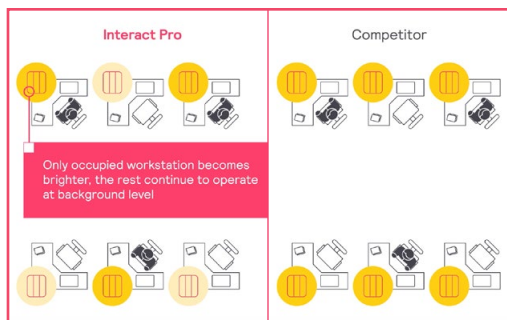 Interact Pro
Competitor
Only occupied workstation becomes
brighter, the rest continue to operate
at background level